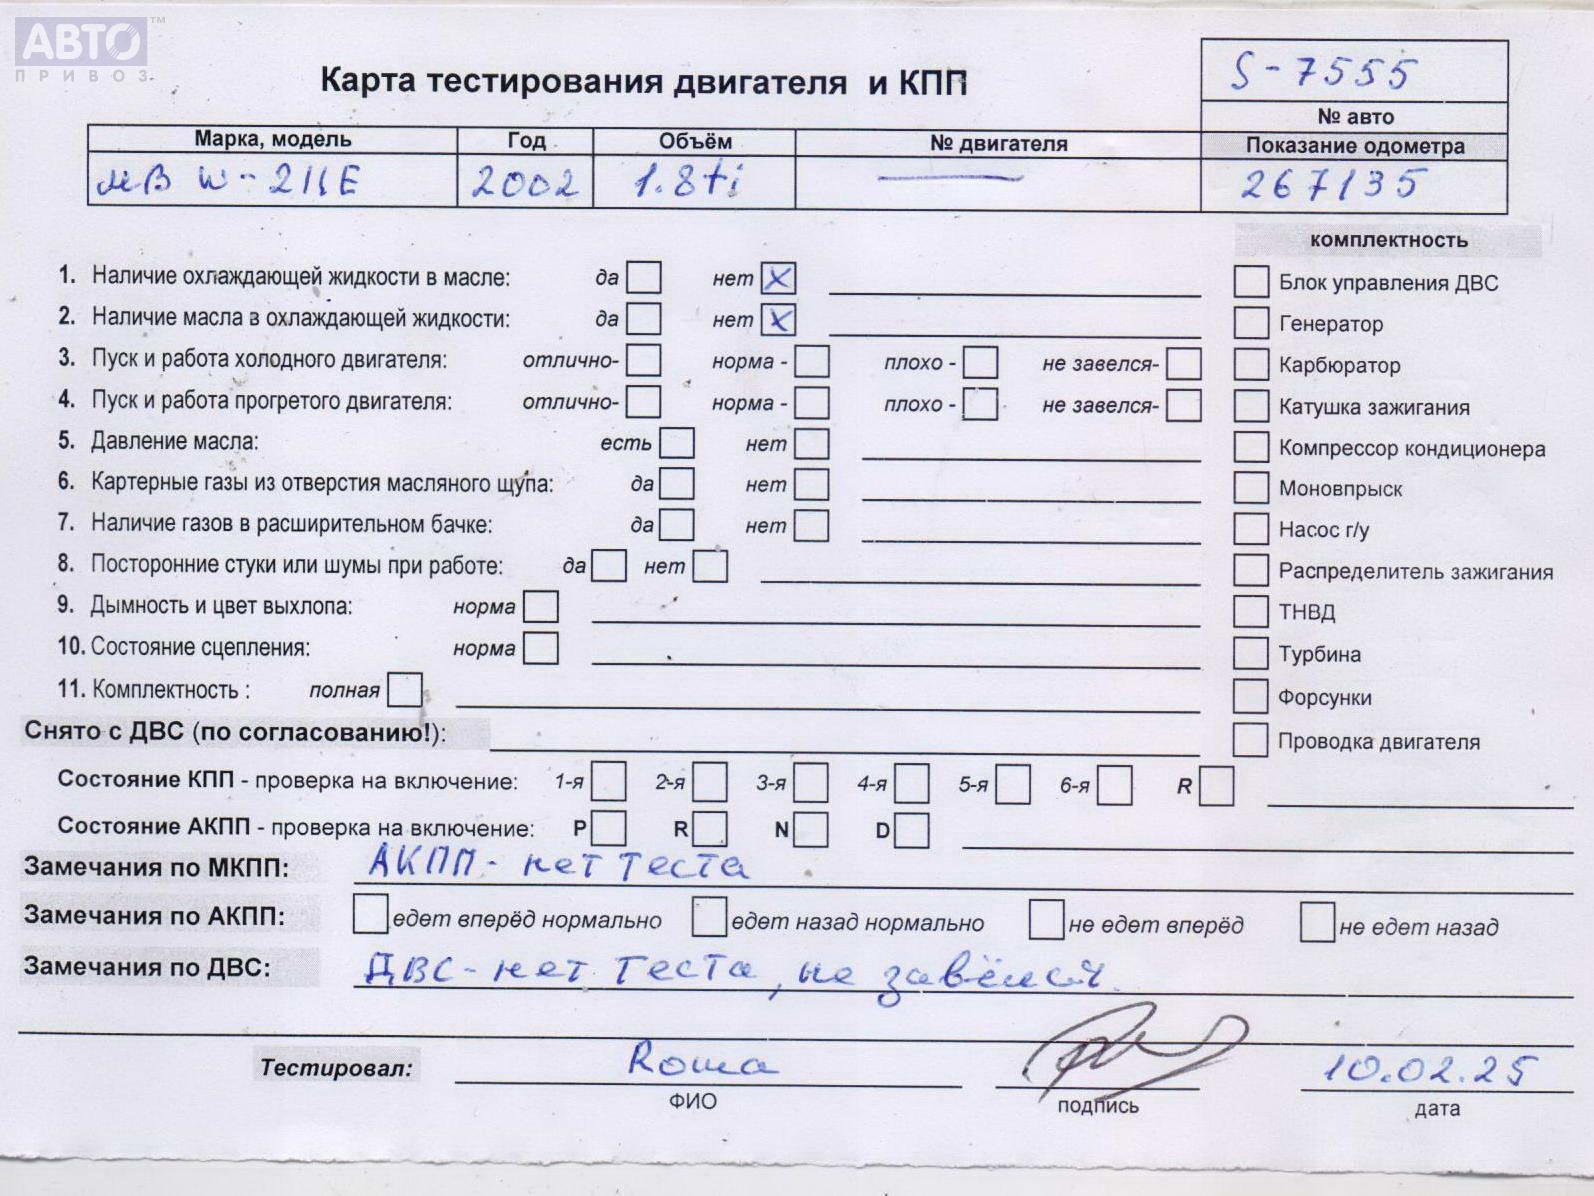 АВТО™
ПРИВОЗ
Карта тестирования двигателя и КПП
S-7555
№ авто
Марка, модель Год Объём № двигателя Показание одометра
МВ W-211E 2002 1.8ti — 267135
комплектность
1. Наличие охлаждающей жидкости в масле: да нет X
Блок управления ДВС
2. Наличие масла в охлаждающей жидкости: да нет X
Генератор
3. Пуск и работа холодного двигателя: отлично- норма - плохо - не завелся-
Карбюратор
4. Пуск и работа прогретого двигателя: отлично- норма - плохо - не завелся-
Катушка зажигания
5. Давление масла: есть нет
Компрессор кондиционера
6. Картерные газы из отверстия масляного щупа: да нет
Моновпрыск
7. Наличие газов в расширительном бачке: да нет
Насос г/у
8. Посторонние стуки или шумы при работе: да нет
Распределитель зажигания
9. Дымность и цвет выхлопа: норма
ТНВД
10. Состояние сцепления: норма
Турбина
11. Комплектность : полная
Форсунки
Снято с ДВС (по согласованию!):
Проводка двигателя
Состояние КПП - проверка на включение: 1-я 2-я 3-я 4-я 5-я 6-я R
Состояние АКПП - проверка на включение: P R N D
Замечания по МКПП: АКПП - нет теста
Замечания по АКПП: едет вперёд нормально едет назад нормально не едет вперёд не едет назад
Замечания по ДВС: ДВС - нет теста, не завёлся.
Тестировал: Roма 10.02.25
ФИО подпись дата